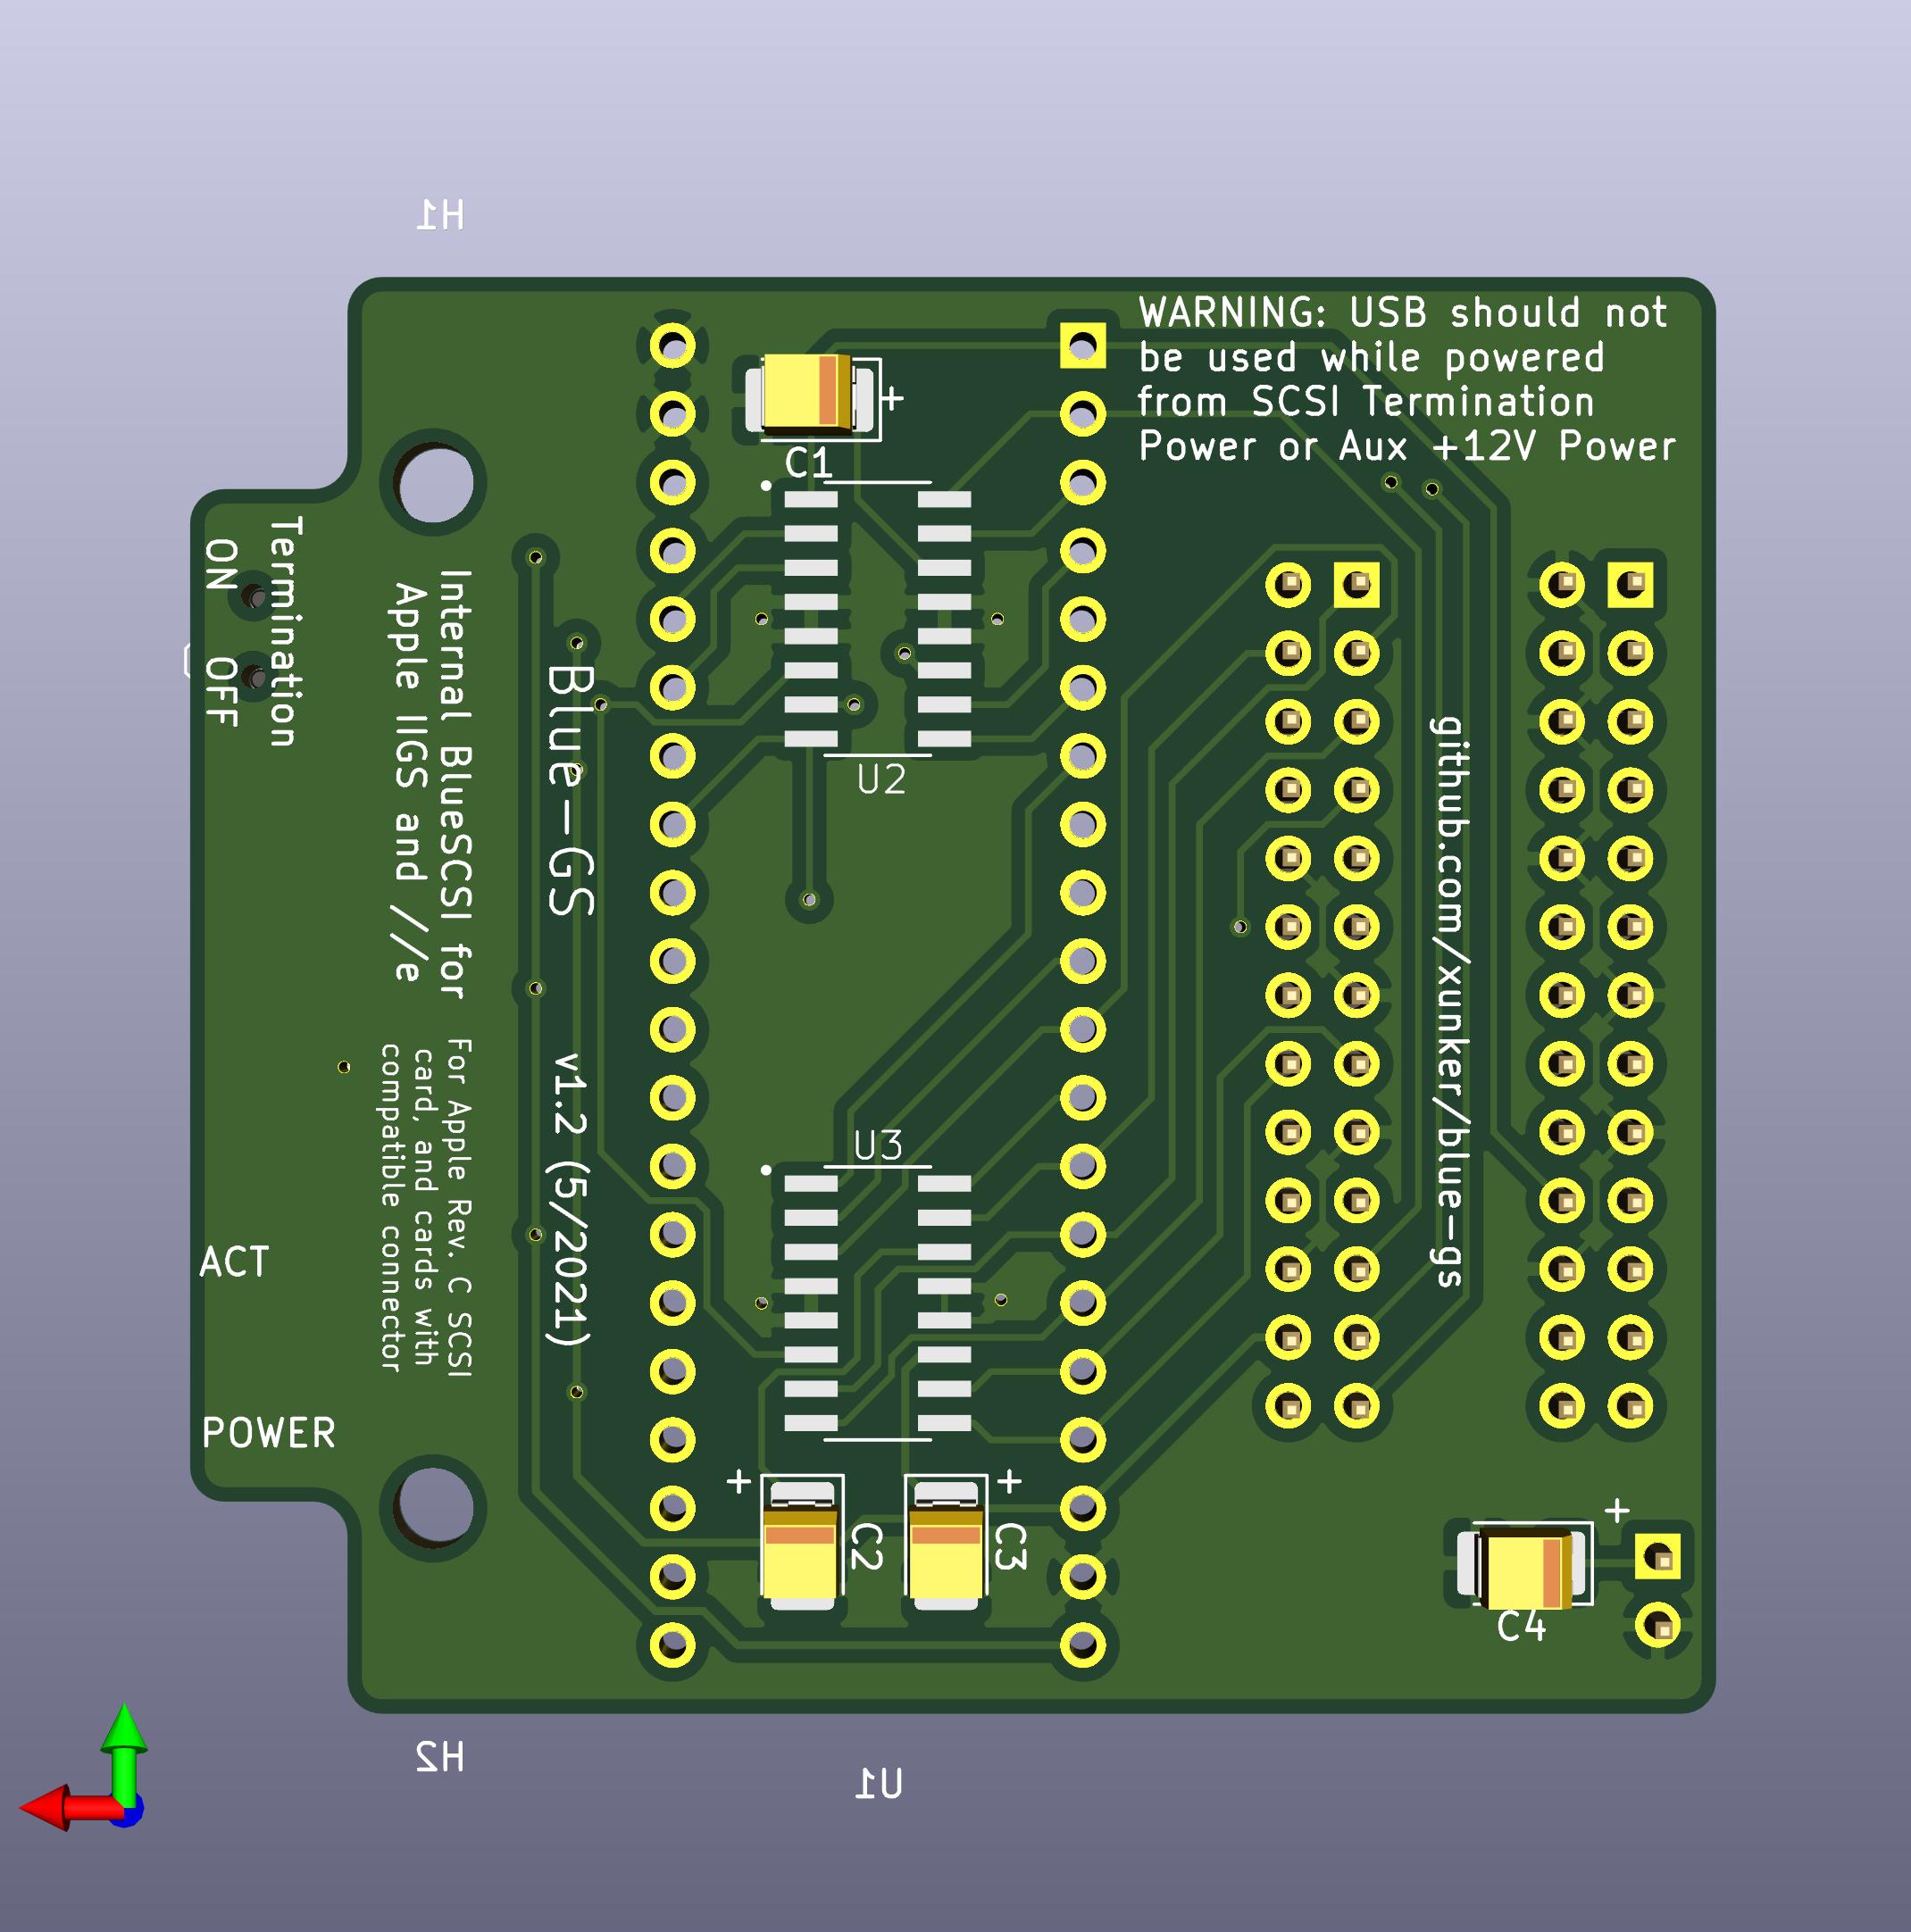 H1
WARNING: USB should not
be used while powered
from SCSI Termination
Power or Aux +12V Power
+
C1
Termination
ON OFF
Internal BlueSCSI for
Apple IIGS and //e
Blue-GS
v1.2 (5/2021)
For Apple Rev. C SCSI
card, and cards with
compatible connector
U2
github.com/xunker/blue-gs
U3
ACT
POWER
+
C2
+
C3
+
C4
H2
U1